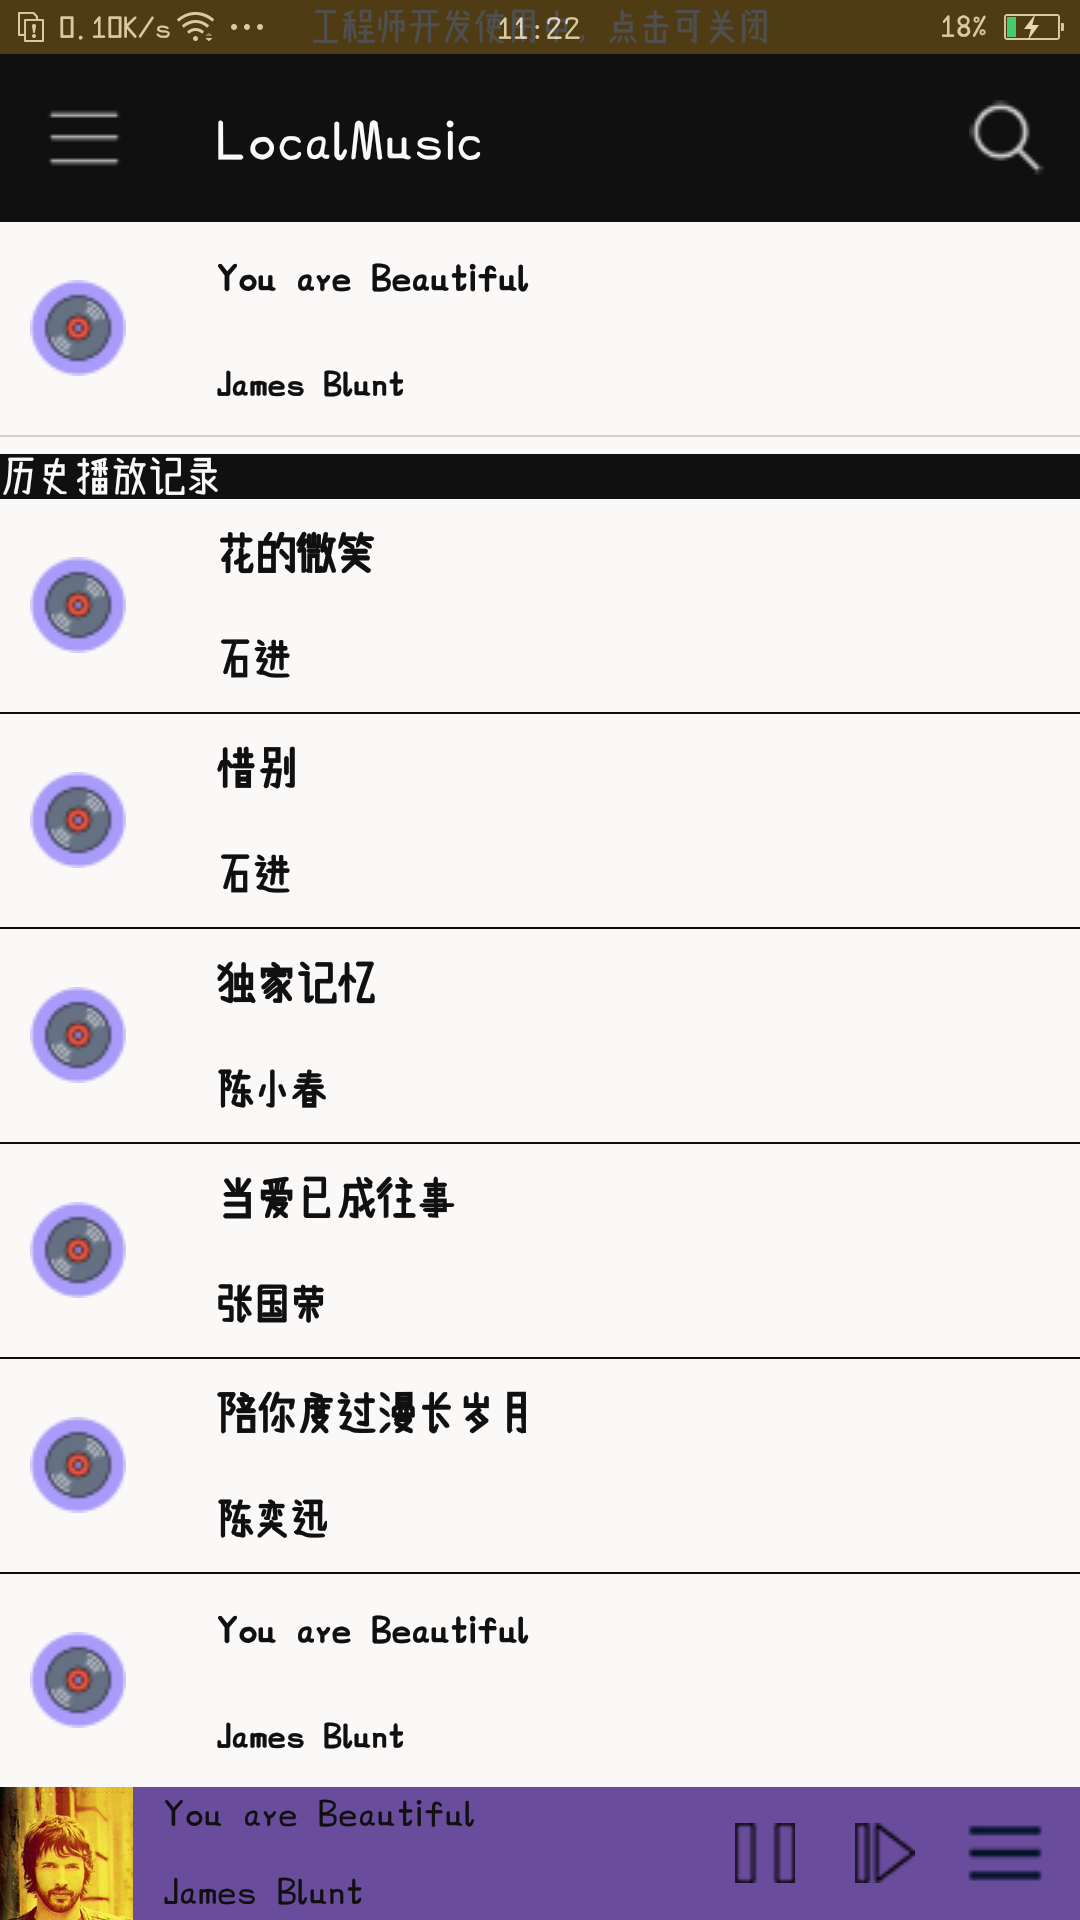 0.10K/s 工程师开发使用中, 点击可关闭 11:22 18%
LocalMusic
You are Beautiful
James Blunt
历史播放记录
花的微笑
石进
惜别
石进
独家记忆
陈小春
当爱已成往事
张国荣
陪你度过漫长岁月
陈奕迅
You are Beautiful
James Blunt
You are Beautiful
James Blunt